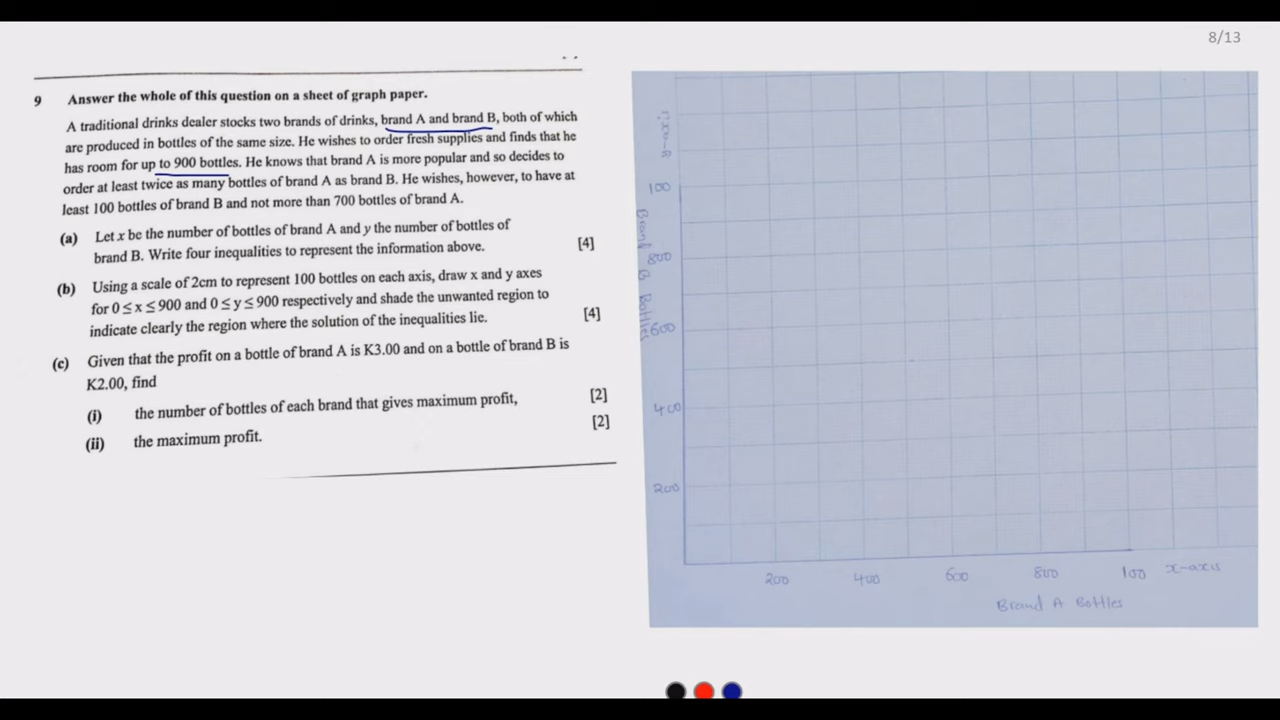 8/13
9 Answer the whole of this question on a sheet of graph paper.
A traditional drinks dealer stocks two brands of drinks, brand A and brand B, both of which
are produced in bottles of the same size. He wishes to order fresh supplies and finds that he
has room for up to 900 bottles. He knows that brand A is more popular and so decides to
order at least twice as many bottles of brand A as brand B. He wishes, however, to have at
least 100 bottles of brand B and not more than 700 bottles of brand A.
(a) Let x be the number of bottles of brand A and y the number of bottles of
brand B. Write four inequalities to represent the information above. [4]
(b) Using a scale of 2cm to represent 100 bottles on each axis, draw x and y axes
for 0 ≤ x ≤ 900 and 0 ≤ y ≤ 900 respectively and shade the unwanted region to
indicate clearly the region where the solution of the inequalities lie. [4]
(c) Given that the profit on a bottle of brand A is K3.00 and on a bottle of brand B is
K2.00, find
(i) the number of bottles of each brand that gives maximum profit, [2]
(ii) the maximum profit. [2]
100
800
600
400
200
Brand B Bottles
200 400 600 800 100 x-axis
Brand A Bottles